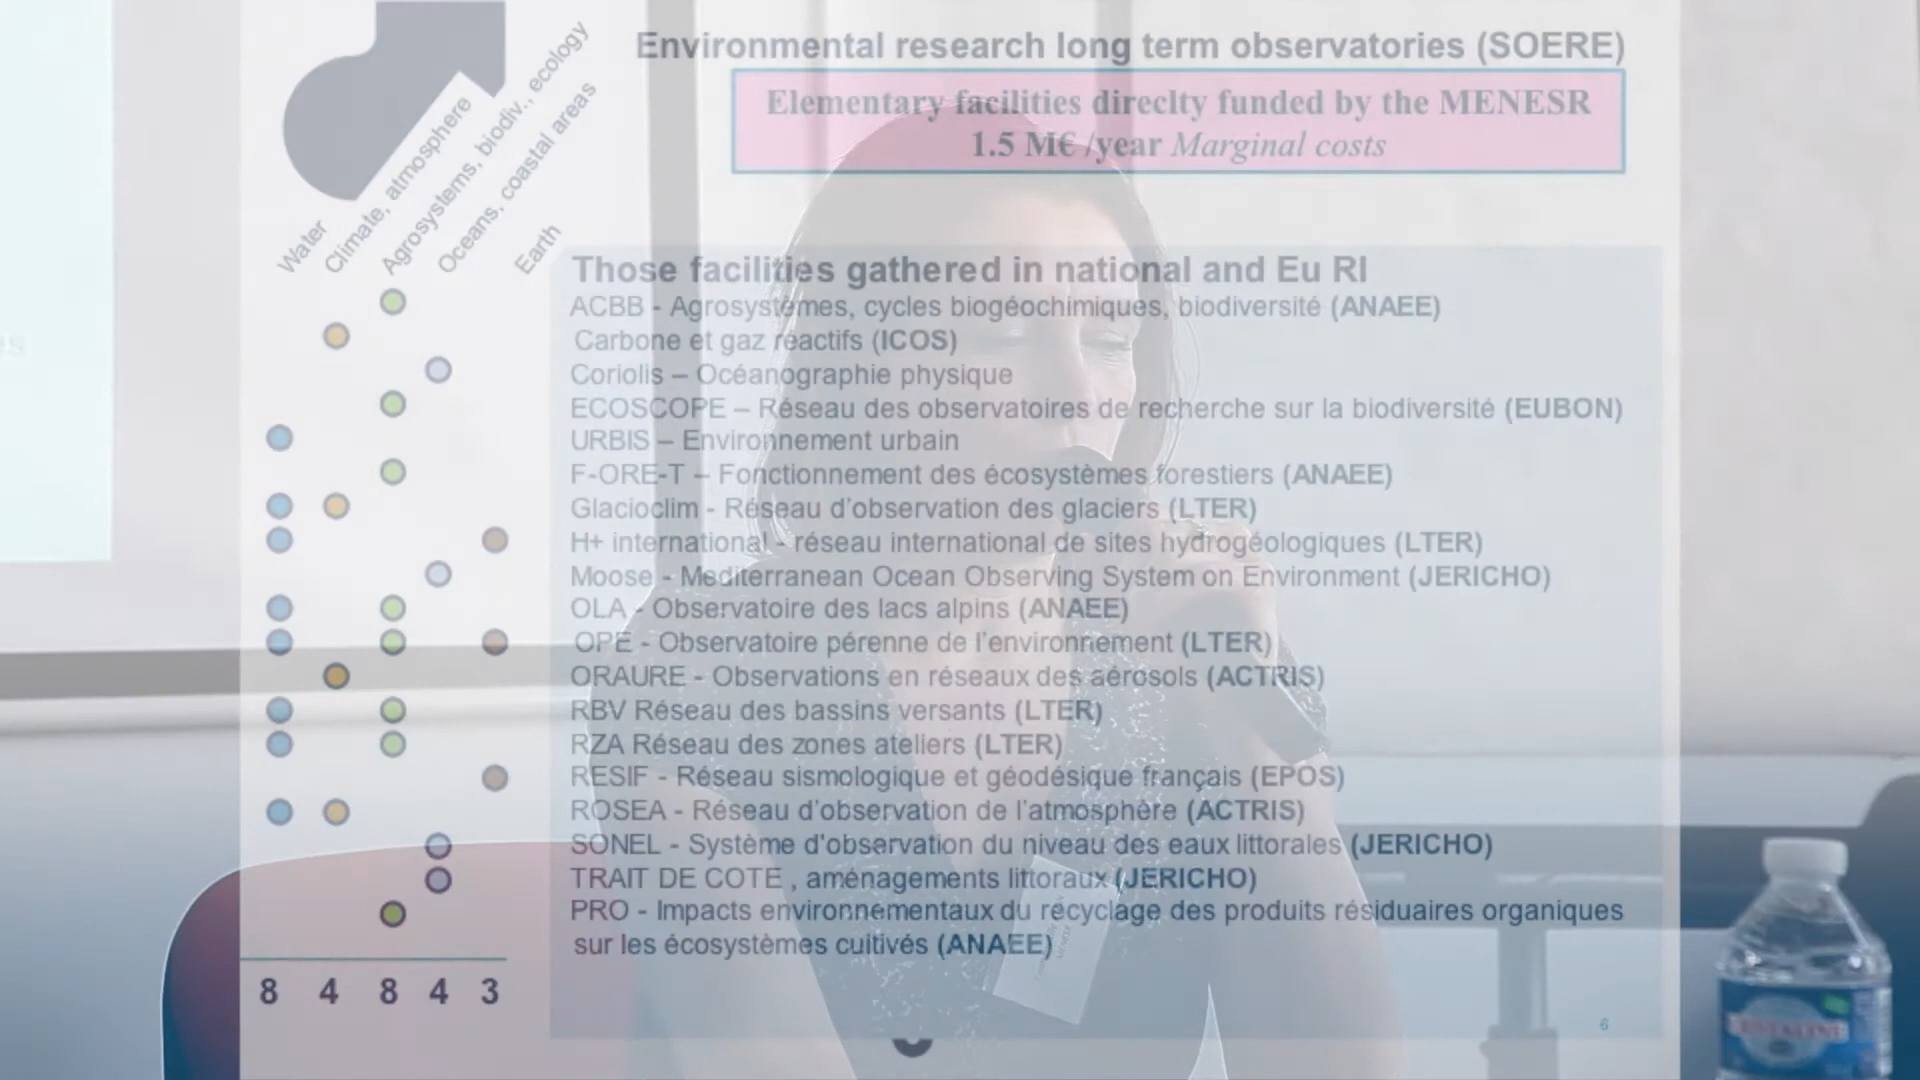 Environmental research long term observatories (SOERE)
Elementary facilities direclty funded by the MENESR
1.5 M€ /year Marginal costs
Water
Climate, atmosphere
Agrosystems, biodiv., ecology
Oceans, coastal areas
Earth
Those facilities gathered in national and Eu RI
ACBB - Agrosystèmes, cycles biogéochimiques, biodiversité (ANAEE)
Carbone et gaz réactifs (ICOS)
Coriolis – Océanographie physique
ECOSCOPE – Réseau des observatoires de recherche sur la biodiversité (EUBON)
URBIS – Environnement urbain
F-ORE-T – Fonctionnement des écosystèmes forestiers (ANAEE)
Glacioclim - Réseau d'observation des glaciers (LTER)
H+ international - réseau international de sites hydrogéologiques (LTER)
Moose - Mediterranean Ocean Observing System on Environment (JERICHO)
OLA - Observatoire des lacs alpins (ANAEE)
OPE - Observatoire pérenne de l'environnement (LTER)
ORAURE - Observations en réseaux des aérosols (ACTRIS)
RBV Réseau des bassins versants (LTER)
RZA Réseau des zones ateliers (LTER)
RESIF - Réseau sismologique et géodésique français (EPOS)
ROSEA - Réseau d'observation de l'atmosphère (ACTRIS)
SONEL - Système d'observation du niveau des eaux littorales (JERICHO)
TRAIT DE COTE , aménagements littoraux (JERICHO)
PRO - Impacts environnementaux du recyclage des produits résiduaires organiques
sur les écosystèmes cultivés (ANAEE)
8 4 8 4 3
6